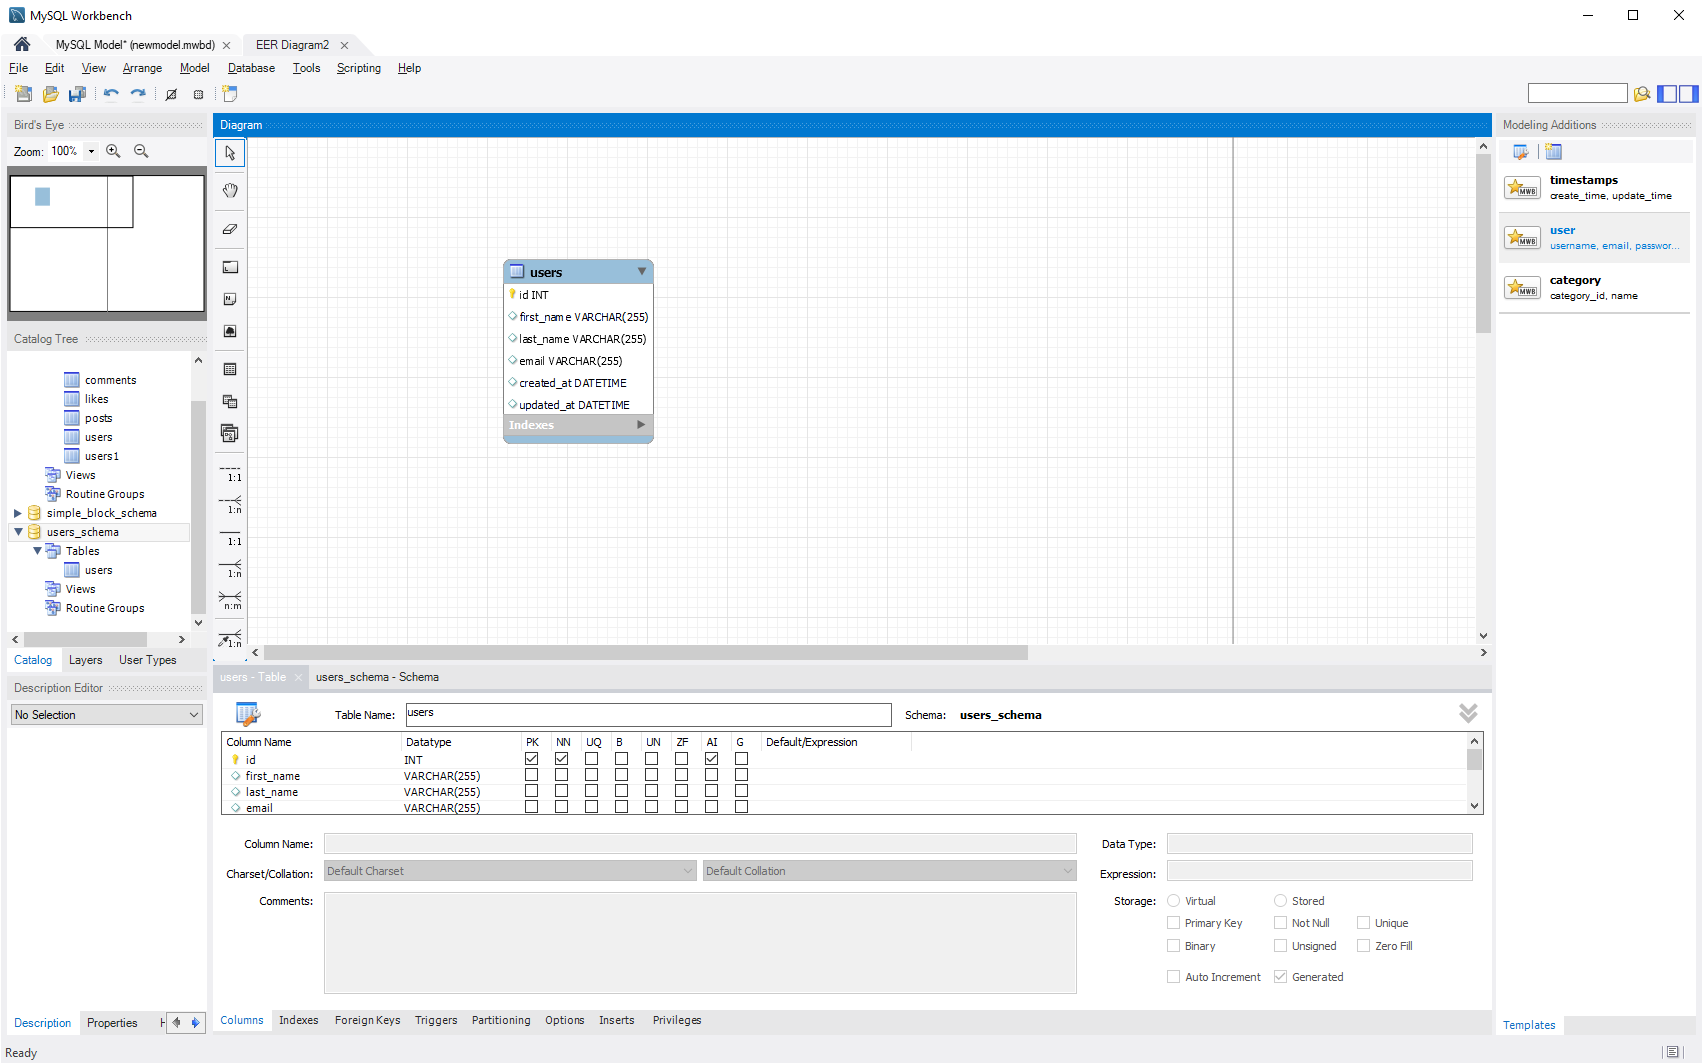 MySQL Workbench
MySQL Model* (newmodel.mwbd)
EER Diagram2
File Edit View Arrange Model Database Tools Scripting Help
Bird's Eye
Zoom: 100%
Catalog Tree
comments
likes
posts
users
users1
Views
Routine Groups
simple_block_schema
users_schema
Tables
users
Views
Routine Groups
Catalog Layers User Types
Description Editor
No Selection
Description Properties
Ready
Diagram
1:1
1:n
1:1
1:n
n:m
1:n
users
id INT
first_name VARCHAR(255)
last_name VARCHAR(255)
email VARCHAR(255)
created_at DATETIME
updated_at DATETIME
Indexes
users - Table
users_schema - Schema
Table Name: users Schema: users_schema
Column Name Datatype PK NN UQ B UN ZF AI G Default/Expression
id INT
first_name VARCHAR(255)
last_name VARCHAR(255)
email VARCHAR(255)
Column Name: Data Type:
Charset/Collation: Default Charset Default Collation Expression:
Comments: Storage: Virtual Stored
Primary Key Not Null Unique
Binary Unsigned Zero Fill
Auto Increment Generated
Columns Indexes Foreign Keys Triggers Partitioning Options Inserts Privileges
Modeling Additions
MWB
timestamps
create_time, update_time
MWB
user
username, email, passwor...
MWB
category
category_id, name
Templates